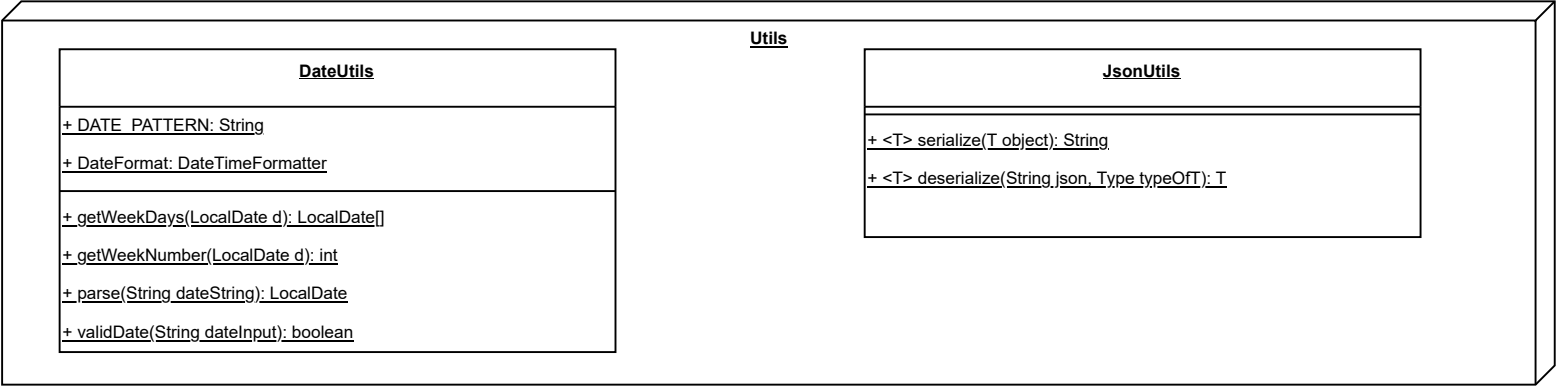 Utils
DateUtils
+ DATE_PATTERN: String
+ DateFormat: DateTimeFormatter
+ getWeekDays(LocalDate d): LocalDate[]
+ getWeekNumber(LocalDate d): int
+ parse(String dateString): LocalDate
+ validDate(String dateInput): boolean
JsonUtils
+ <T> serialize(T object): String
+ <T> deserialize(String json, Type typeOfT): T